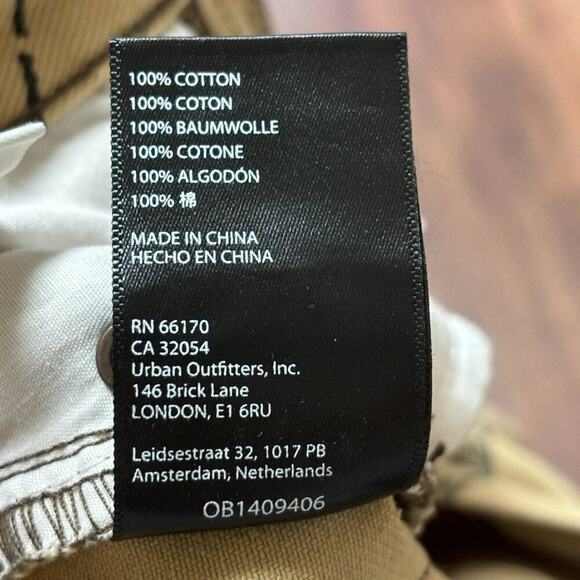 100% COTTON
100% COTON
100% BAUMWOLLE
100% COTONE
100% ALGODÓN
100% 棉
MADE IN CHINA
HECHO EN CHINA
RN 66170
CA 32054
Urban Outfitters, Inc.
146 Brick Lane
LONDON, E1 6RU
Leidsestraat 32, 1017 PB
Amsterdam, Netherlands
OB1409406